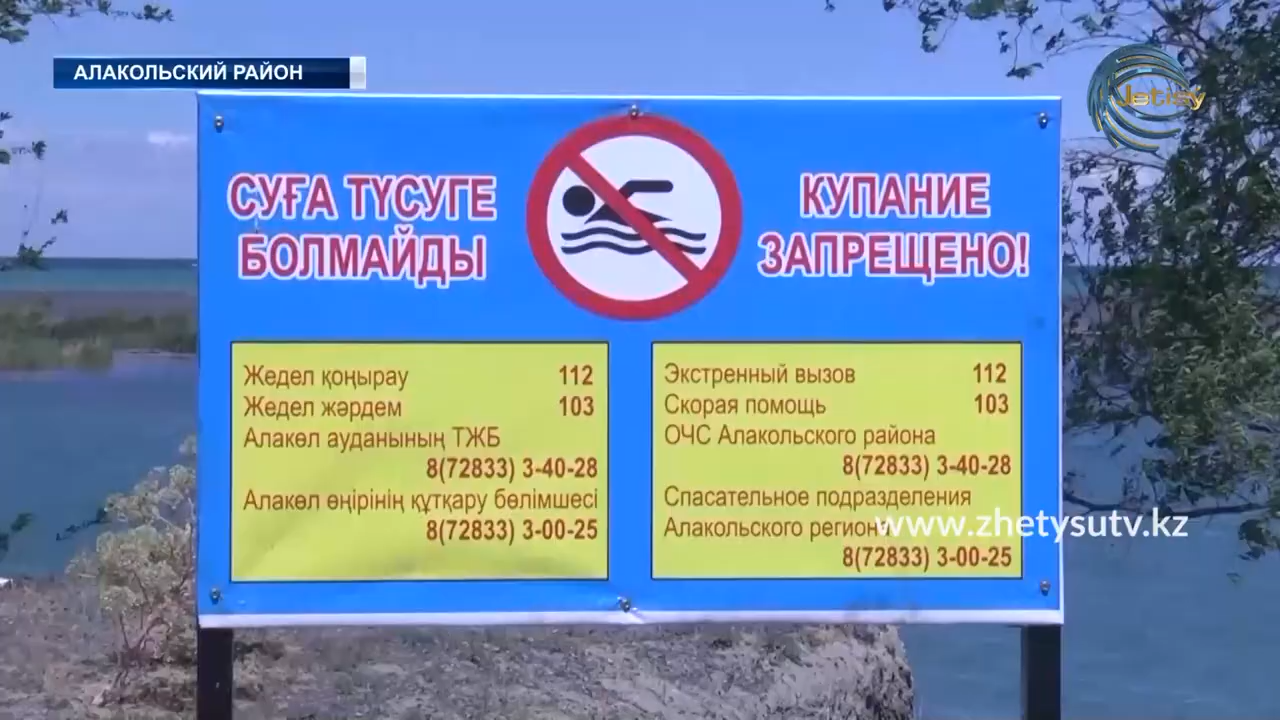 АЛАКОЛЬСКИЙ РАЙОН
Jetisy
СУҒА ТҮСУГЕ
БОЛМАЙДЫ
КУПАНИЕ
ЗАПРЕЩЕНО!
Жедел қоңырау 112
Жедел жәрдем 103
Алакөл ауданының ТЖБ
8(72833) 3-40-28
Алакөл өңірінің құтқару бөлімшесі
8(72833) 3-00-25
Экстренный вызов 112
Скорая помощь 103
ОЧС Алакольского района
8(72833) 3-40-28
Спасательное подразделения
Алакольского региона
8(72833) 3-00-25
www.zhetysutv.kz